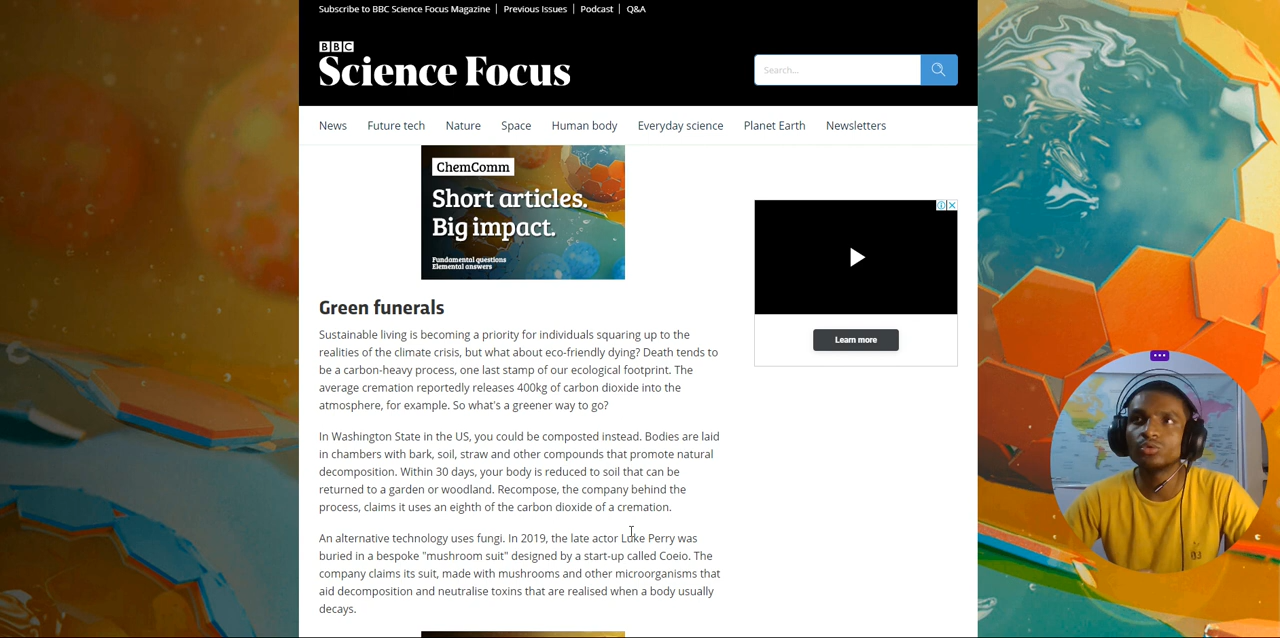 Subscribe to BBC Science Focus Magazine | Previous Issues | Podcast | Q&A
BBC
Science Focus
Search...
News Future tech Nature Space Human body Everyday science Planet Earth Newsletters
ChemComm
Short articles.
Big impact.
Fundamental questions
Elemental answers
Learn more
Green funerals
Sustainable living is becoming a priority for individuals squaring up to the
realities of the climate crisis, but what about eco-friendly dying? Death tends to
be a carbon-heavy process, one last stamp of our ecological footprint. The
average cremation reportedly releases 400kg of carbon dioxide into the
atmosphere, for example. So what's a greener way to go?
In Washington State in the US, you could be composted instead. Bodies are laid
in chambers with bark, soil, straw and other compounds that promote natural
decomposition. Within 30 days, your body is reduced to soil that can be
returned to a garden or woodland. Recompose, the company behind the
process, claims it uses an eighth of the carbon dioxide of a cremation.
An alternative technology uses fungi. In 2019, the late actor Luke Perry was
buried in a bespoke "mushroom suit" designed by a start-up called Coeio. The
company claims its suit, made with mushrooms and other microorganisms that
aid decomposition and neutralise toxins that are realised when a body usually
decays.